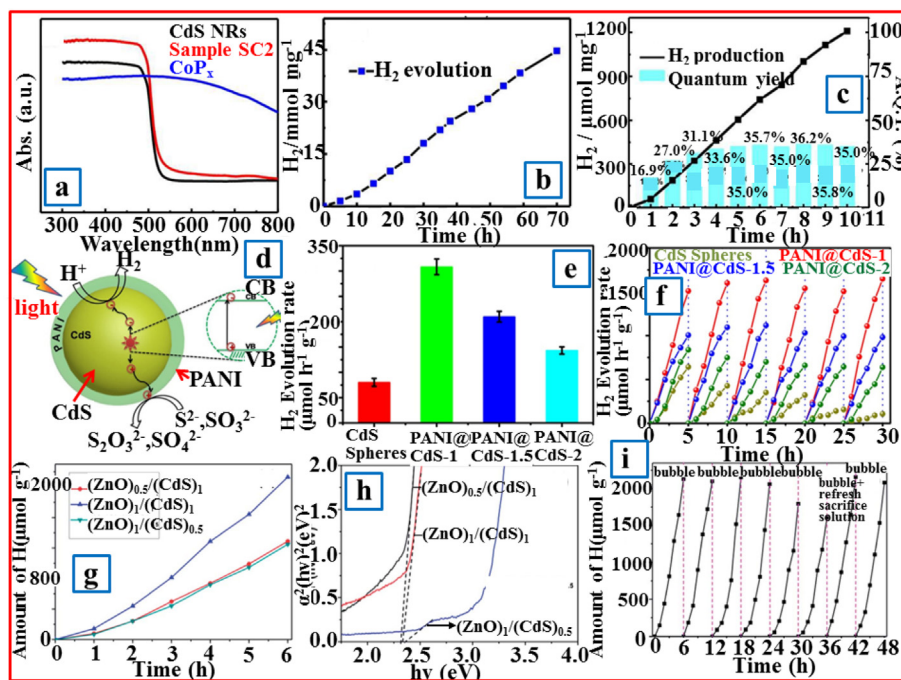 CdS NRs
Sample SC2
CoPx
Abs. (a.u.)
a
300 400 500 600 700 800
Wavelength(nm)
b
H2 evolution
H2/mmol mg-1
45
30
15
0
0 10 20 30 40 50 60 70
Time (h)
c
H2 production
Quantum yield
H2 / μmol mg-1
1200
900
600
300
0
100
75
50
25
0
16.9%
27.0%
31.1%
33.6%
35.0%
35.7%
35.0%
36.2%
35.8%
35.0%
1 2 3 4 5 6 7 8 9 10 11
Time (h)
d
light
H+
H2
PANI
CdS
CB
CB
VB
VB
PANI
CdS
S2-,SO32-
S2O32-,SO42-
e
H2 Evolution rate
(μmol h-1 g-1)
350
CdS
Spheres
PANI@
CdS-1
PANI@
CdS-1.5
PANI@
CdS-2
f
CdS Spheres
PANI@CdS-1
PANI@CdS-1.5
PANI@CdS-2
H2 Evolution rate
(μmol h-1 g-1)
0 5 10 15 20 25 30
Time (h)
g
(ZnO)0.5/(CdS)1
(ZnO)1/(CdS)1
(ZnO)1/(CdS)0.5
Amount of H(μmol g-1)
2000
800
0
0 1 2 3 4 5 6
Time (h)
h
(ZnO)0.5/(CdS)1
(ZnO)1/(CdS)1
(ZnO)1/(CdS)0.5
α2(hν)2(eV)2
2.0
1.5
1.0
0.5
0.0
2.0 2.5 3.0 3.5 4.0
hv (eV)
i
bubble bubble bubble bubble bubble bubble
bubble+
refresh
sacrifice
solution
Amount of H(μmol g-1)
2000
1500
1000
500
0
0 6 12 18 24 30 36 42 48
Time (h)